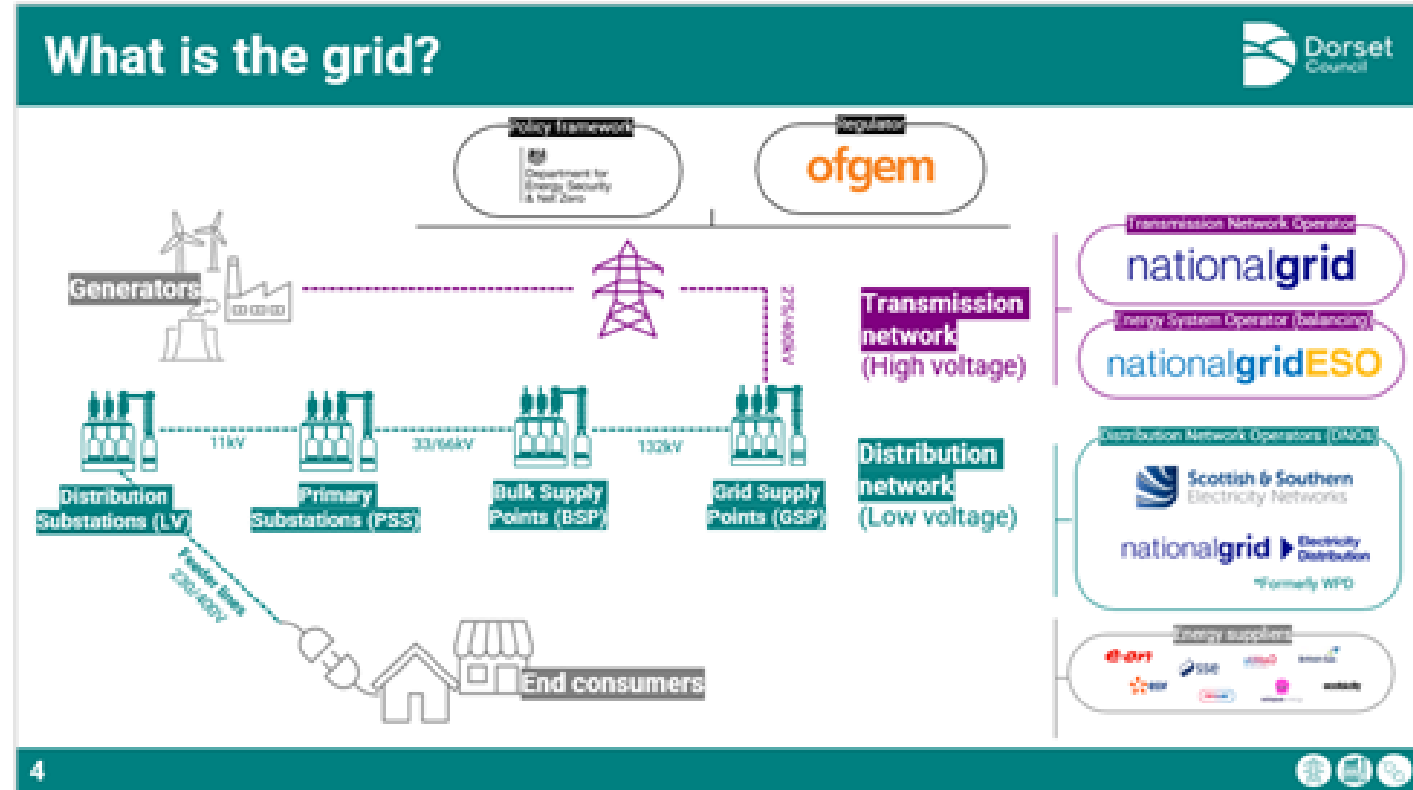 What is the grid?
Dorset
Council
Policy framework
Department for
Energy Security
& Net Zero
Regulator
ofgem
Generators
275/400kV
Transmission
network
(High voltage)
Transmission Network Operator
nationalgrid
Energy System Operator (balancing)
nationalgridESO
11kV
33/66kV
132kV
Distribution
Substations (LV)
Primary
Substations (PSS)
Bulk Supply
Points (BSP)
Grid Supply
Points (GSP)
Distribution
network
(Low voltage)
Distribution Network Operators (DNOs)
Scottish & Southern
Electricity Networks
nationalgrid
Electricity
Distribution
*Formerly WPD
Feeder lines
230/400V
End consumers
Energy suppliers
e-on
sse
edf
4